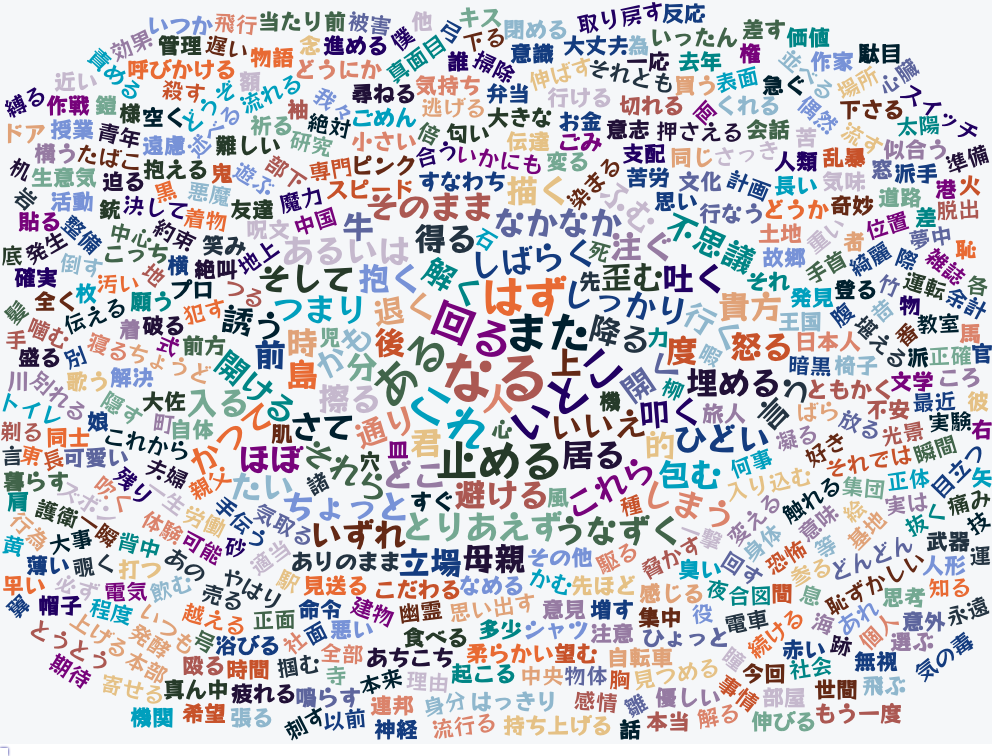 いつか 飛行 当たり前 被害 他 キス 閉める 取り戻す 反応
効果 管理 遅い 物語 念 進める 僕 下る 意識 大丈夫 為 いったん 差す 価値
責める 呼びかける 額 どうにか 真面目 誰 掃除 伸ばす 一応 去年 権 並ぶ 作家 駄目
近い 殺す 流れる 我々 尋ねる 気持ち 弁当 それとも 買う 表面 急ぐ 場所 心臓
縛る 作戦 鎧 様 空く 袖 ごめん 逃げる 大きな 行ける 切れる くれる 偶然 下さる スイッチ
ドア 授業 青年 遠慮 難しい 祈る 絶対 小さい 倍 匂い お金 意志 押さえる 会話 苦 流す 太陽
構う たばこ 抱える 鬼 研究 専門 ピンク 合う いかにも 伝達 ごみ 支配 同じ さっき 人類 乱暴 似合う 準備
机 生意気 迫る 黒 悪魔 遊ぶ 部下 スピード すなわち 変る 苦労 文化 計画 長い 気味 窓 派手
岩 活動 銃 決して 着物 友達 魔力 そのまま 描く 染まる ふむ 思い 行なう どうか 奇妙 道路 港 火
貼る 整備 約束 笑み 地上 呪文 中国 牛 得る 石 なかなか 注ぐ 不思議 土地 重い 者 位置 差 脱出
底 発生 中心 こっち 横 絶叫 あるいは 解く しばらく 死 故郷 手首 綺麗 際 夢中 恥
確実 倒す 汚い 地 プロ つる そして 抱く はず 先 歪む 吐く それ 発見 登る 竹 運転 雑誌 各
髪 全く 枚 願う 犯す 誘う つまり 退く 回る また しっかり 行く 貴方 王国 腹 物 余計
手 噛む 伝える 着 破る 式 前方 時 児 かも 後 降る 力 度 怒る 日本人 堪える 番 教室 馬
盛る 別 寝る ちょうど 開ける 前 島 分 ある なる 上 暇 暗黒 椅子 派 正確 官
川 別れる 歌う 解決 擦る 人 とし 関 柳 埋める 言う ともかく 文学 ころ
トイレ 隠す 大佐 入る これ いいえ 機 叩く 旅人 ばら 放る 不安 最近 彼
剃る 同士 娘 町 自体 かつて 肌 さて 通り 君 心 いいえ 的 ひどい 凝る 好き 光景 実験 右
言 東 長 可愛い これから 夫婦 親父 ほぼ それら 穴 皿 どこ 止める 居る これら 包む 何事 それでは 瞬間
暮らす 残り 一生 たい 諸 すぐ 避ける 風 種 しまう 入り込む 触れる 集団 正体 目立つ 矢
肩 護衛 ズボン 吹く 労働 手伝う 気取る ちょっと 変える 意味 絵 実は 抜く 痛み
行為 一瞬 体験 可能 砂 いずれ とりあえず うなずく 一撃 身体 恐怖 等 基地 技
黄 大事 背中 あの 適当 ありのまま 立場 母親 その他 駆る 脅かす 回す どんどん 武器
薄い 覗く 打つ やはり 駅 見送る こだわる なめる かむ 先ほど 感じる 臭い 参る 恥ずかしい 人形 運
早い 必ず 電気 飲む 売る 正面 命令 建物 幽霊 思い出す 意見 増す 集中 夜 合図 間 息 思考 知る
帽子 程度 いつも 越える 役 電車 海 あれ 個人 意外 永遠
とうとう 上げる 発酵 号 浴びる 社 面 悪い 食べる 多少 シャツ 注意 ひょっと 続ける 赤い 跡 選ぶ
期待 本部 殴る 時間 掴む 全部 あちこち 柔らかい 望む 自転車 瞳 今回 社会 無視 気の毒
寄せる 真ん中 疲れる 寺 本来 理由 起こる 中央 物体 胸 見つめる 事情 部屋 世間 飛ぶ
機関 希望 張る 鳴らす 連邦 身分 はっきり 感情 雛 優しい
刺す 以前 神経 流行る 持ち上げる 話 本当 解る 伸びる もう一度